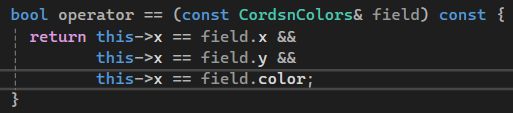 bool operator == (const CordsnColors& field) const {
return this->x == field.x &&
this->x == field.y &&
this->x == field.color;
}